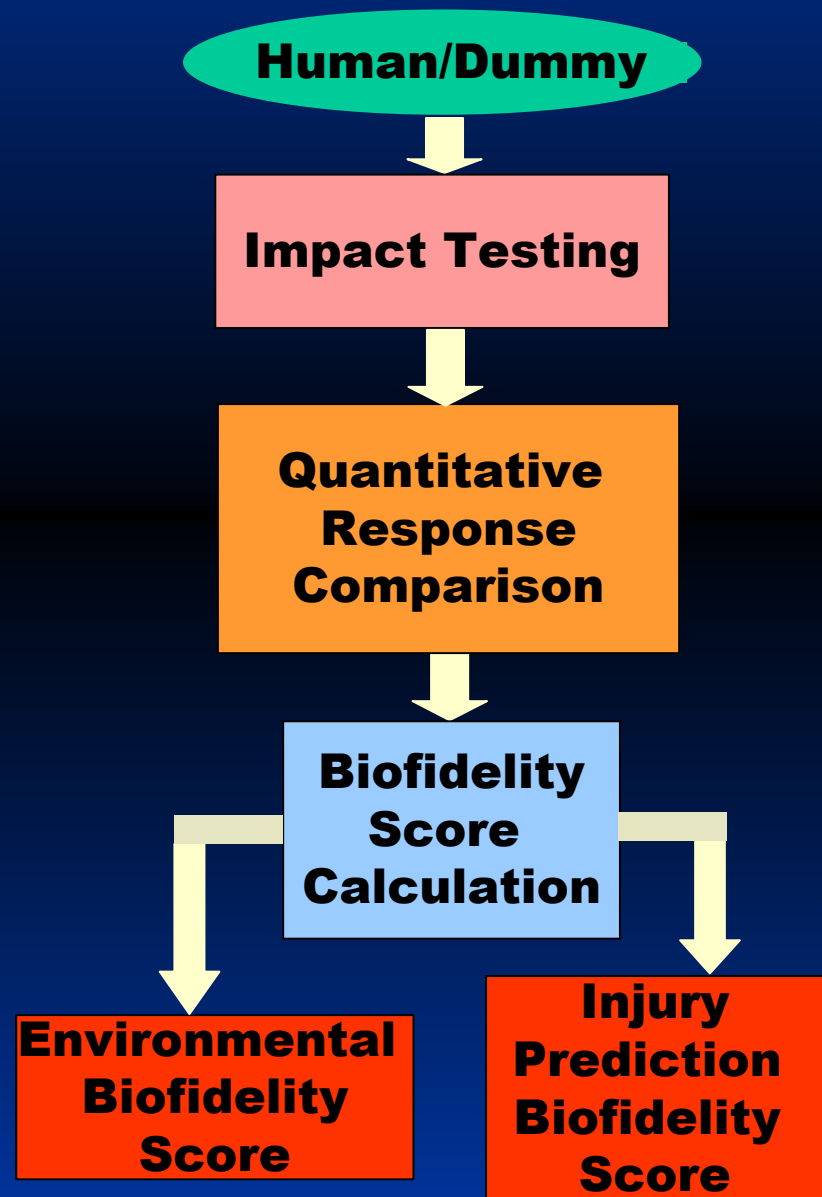 Human/Dummy
Impact Testing
Quantitative
Response
Comparison
Biofidelity
Score
Calculation
Environmental
Biofidelity
Score
Injury
Prediction
Biofidelity
Score